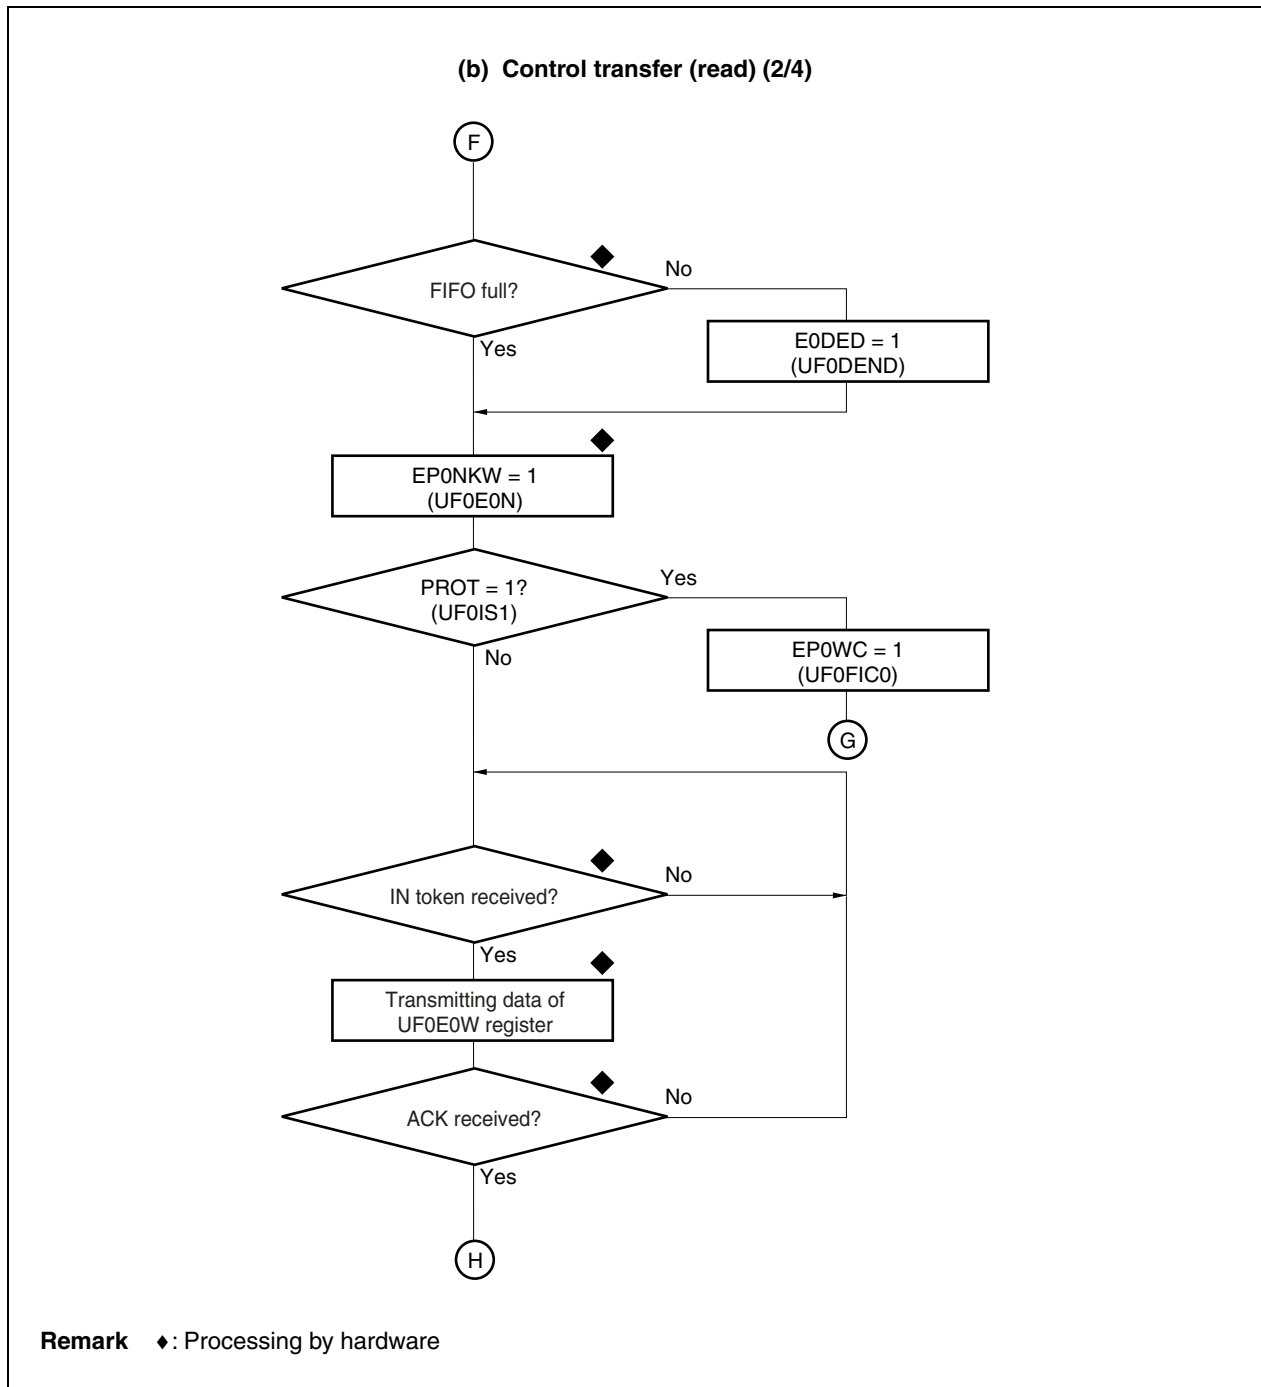 (b) Control transfer (read) (2/4)
F
FIFO full?
No
E0DED = 1
(UF0DEND)
Yes
EP0NKW = 1
(UF0E0N)
PROT = 1?
(UF0IS1)
Yes
EP0WC = 1
(UF0FIC0)
No
G
IN token received?
No
Yes
Transmitting data of
UF0E0W register
ACK received?
No
Yes
H
Remark ♦: Processing by hardware